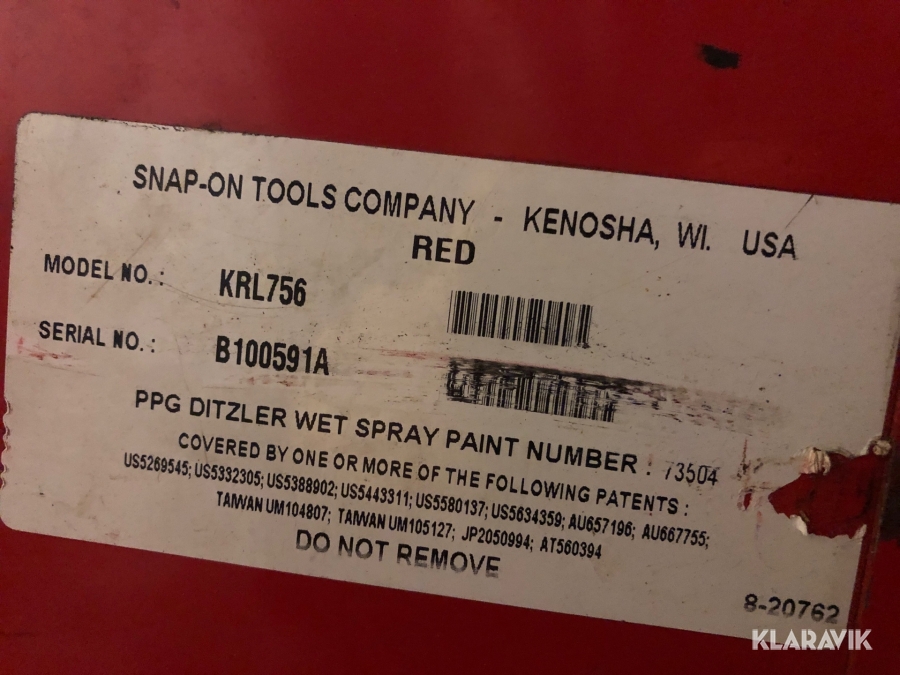 SNAP-ON TOOLS COMPANY - KENOSHA, WI. USA
RED
MODEL NO.: KRL756
SERIAL NO.: B100591A
PPG DITZLER WET SPRAY PAINT NUMBER : 73504
COVERED BY ONE OR MORE OF THE FOLLOWING PATENTS :
US5269545; US5332305; US5388902; US5443311; US5580137; US5634359; AU657196; AU667755;
TAIWAN UM104807; TAIWAN UM105127; JP2050994; AT560394
DO NOT REMOVE
8-20762
KLARAVIK